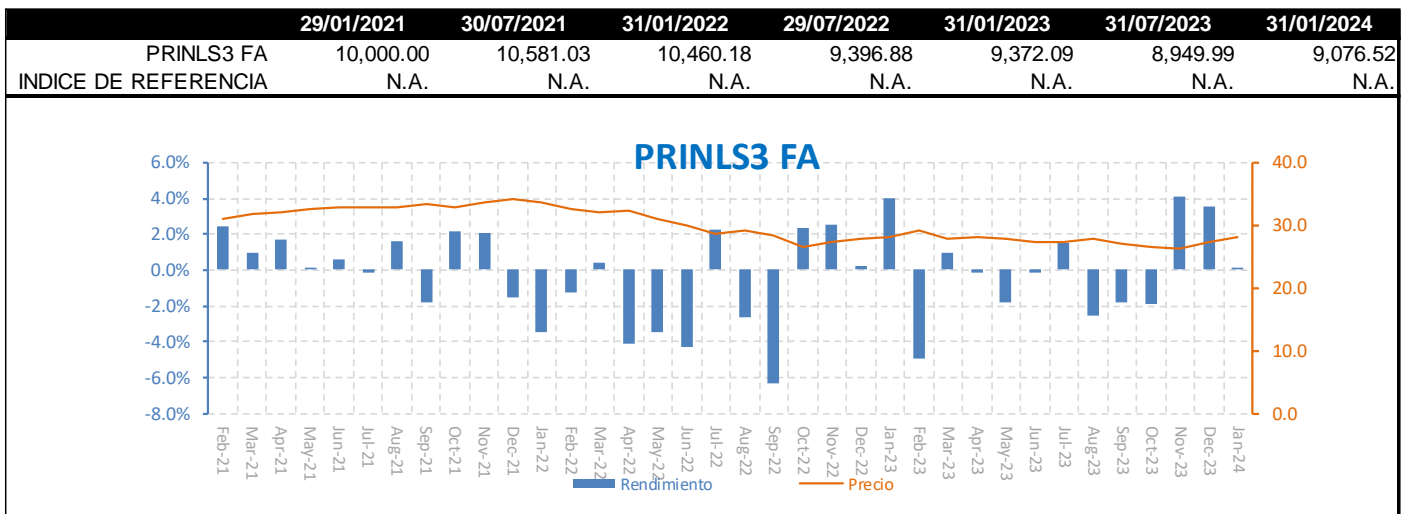 29/01/2021 30/07/2021 31/01/2022 29/07/2022 31/01/2023 31/07/2023 31/01/2024
PRINLS3 FA 10,000.00 10,581.03 10,460.18 9,396.88 9,372.09 8,949.99 9,076.52
INDICE DE REFERENCIA N.A. N.A. N.A. N.A. N.A. N.A. N.A.
PRINLS3 FA
6.0% 40.0
4.0%
30.0
2.0%
0.0%
20.0
-2.0%
-4.0%
10.0
-6.0%
-8.0% 0.0
Feb-21 Mar-21 Apr-21 May-21 Jun-21 Jul-21 Aug-21 Sep-21 Oct-21 Nov-21 Dec-21 Jan-22 Feb-22 Mar-22 Apr-22 May-22 Jun-22 Jul-22 Aug-22 Sep-22 Oct-22 Nov-22 Dec-22 Jan-23 Feb-23 Mar-23 Apr-23 May-23 Jun-23 Jul-23 Aug-23 Sep-23 Oct-23 Nov-23 Dec-23 Jan-24
Rendimiento Precio